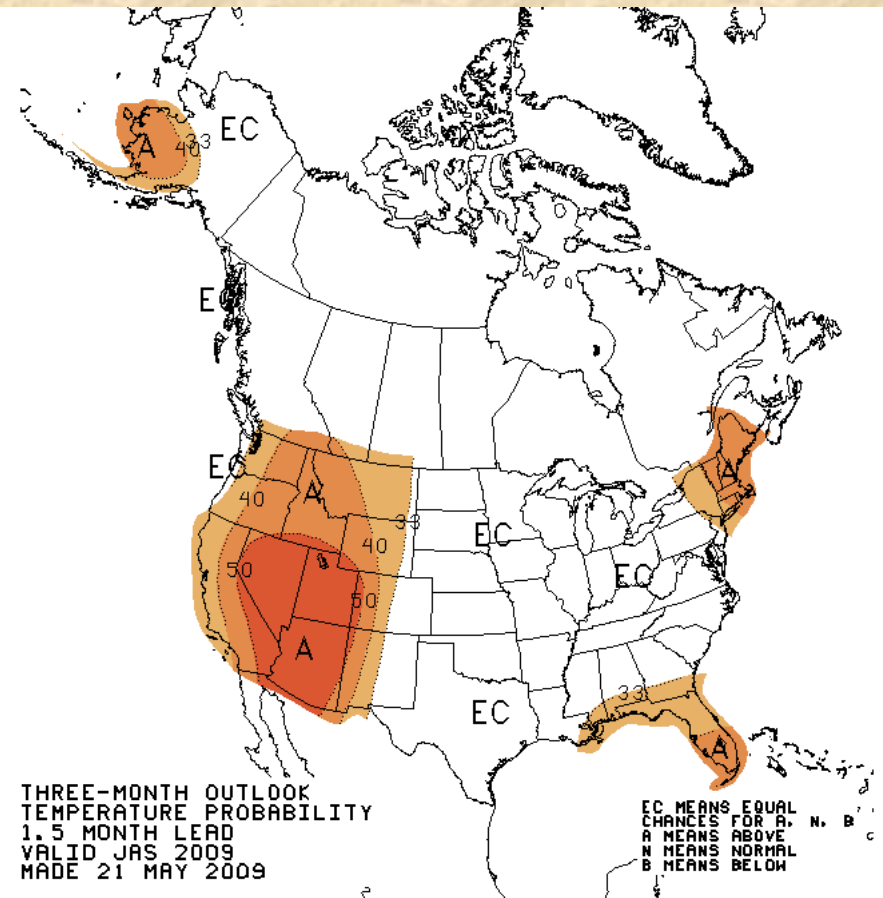 EC
A 40 33
EC
EC
A
40
A
33
EC
40
EC
50
50
A
33
EC
A
THREE-MONTH OUTLOOK
TEMPERATURE PROBABILITY
1.5 MONTH LEAD
VALID JAS 2009
MADE 21 MAY 2009
EC MEANS EQUAL
CHANCES FOR A, N, B
A MEANS ABOVE
N MEANS NORMAL
B MEANS BELOW